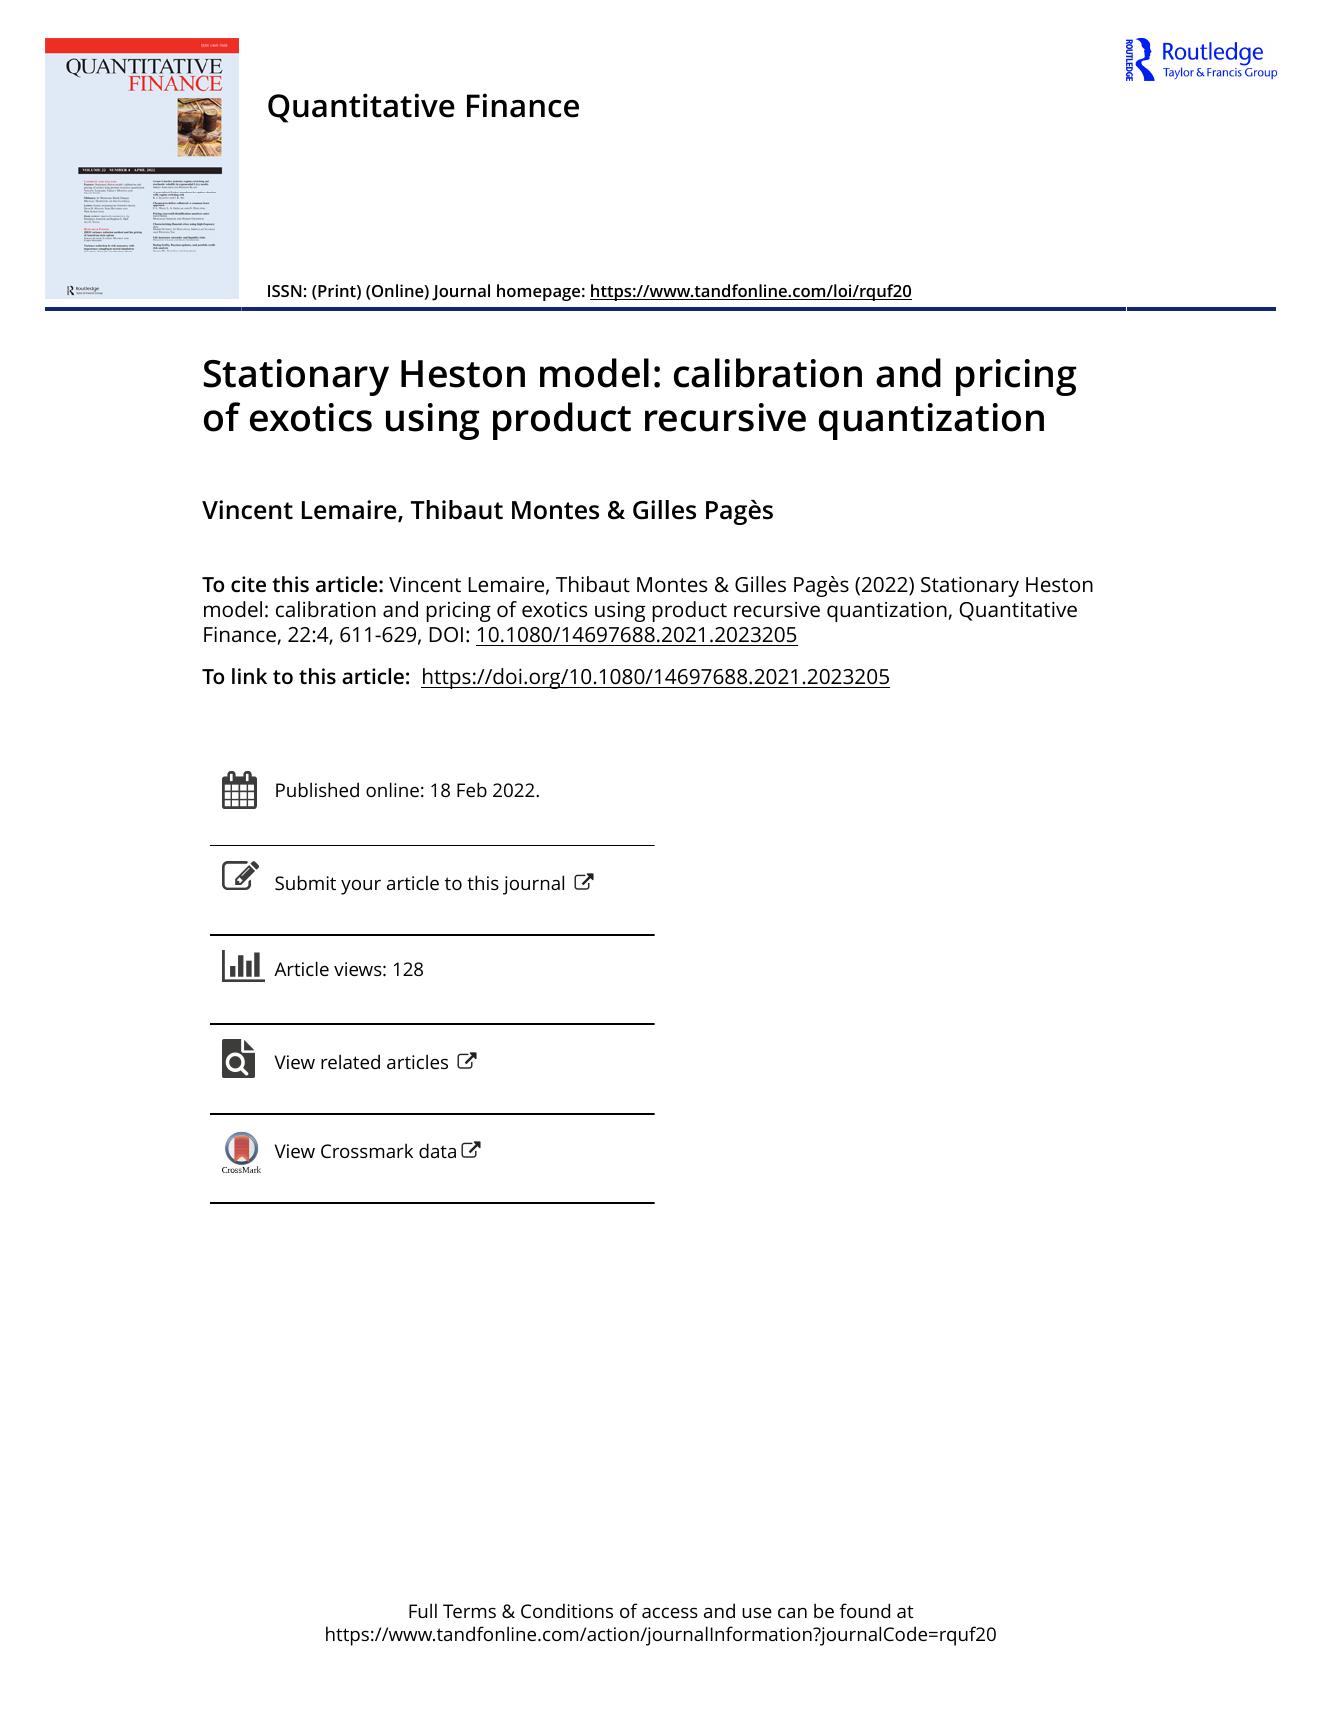 QUANTITATIVE
FINANCE
VOLUME 22 NUMBER 4 APRIL 2022
Routledge
ROUTLEDGE
Routledge
Taylor & Francis Group
Quantitative Finance
ISSN: (Print) (Online) Journal homepage: https://www.tandfonline.com/loi/rquf20
Stationary Heston model: calibration and pricing
of exotics using product recursive quantization
Vincent Lemaire, Thibaut Montes & Gilles Pagès
To cite this article: Vincent Lemaire, Thibaut Montes & Gilles Pagès (2022) Stationary Heston
model: calibration and pricing of exotics using product recursive quantization, Quantitative
Finance, 22:4, 611-629, DOI: 10.1080/14697688.2021.2023205
To link to this article: https://doi.org/10.1080/14697688.2021.2023205
Published online: 18 Feb 2022.
Submit your article to this journal
Article views: 128
View related articles
View Crossmark data
CrossMark
Full Terms & Conditions of access and use can be found at
https://www.tandfonline.com/action/journalInformation?journalCode=rquf20